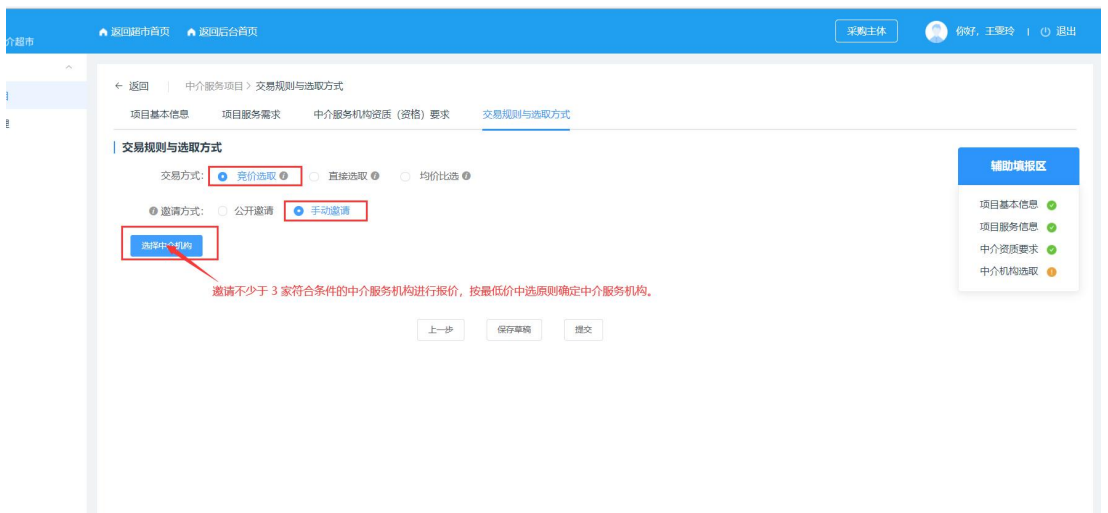 介超市
返回超市首页 返回后台首页 采购主体 你好，王雯玲 | 退出
← 返回 | 中介服务项目 > 交易规则与选取方式
项目基本信息 项目服务需求 中介服务机构资质（资格）要求 交易规则与选取方式
交易规则与选取方式
交易方式: 竞价选取 直接选取 均价比选
邀请方式: 公开邀请 手动邀请
选择中介机构
邀请不少于 3 家符合条件的中介服务机构进行报价，按最低价中选原则确定中介服务机构。
上一步 保存草稿 提交
辅助填报区
项目基本信息
项目服务信息
中介资质要求
中介机构选取